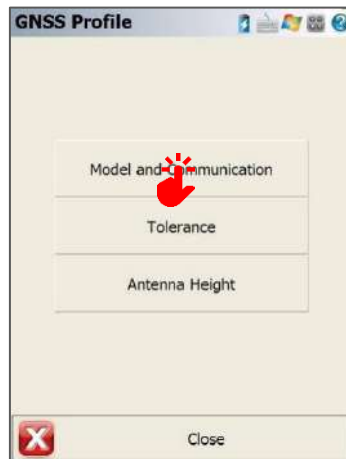 GNSS Profile
Model and Communication
Tolerance
Antenna Height
Close